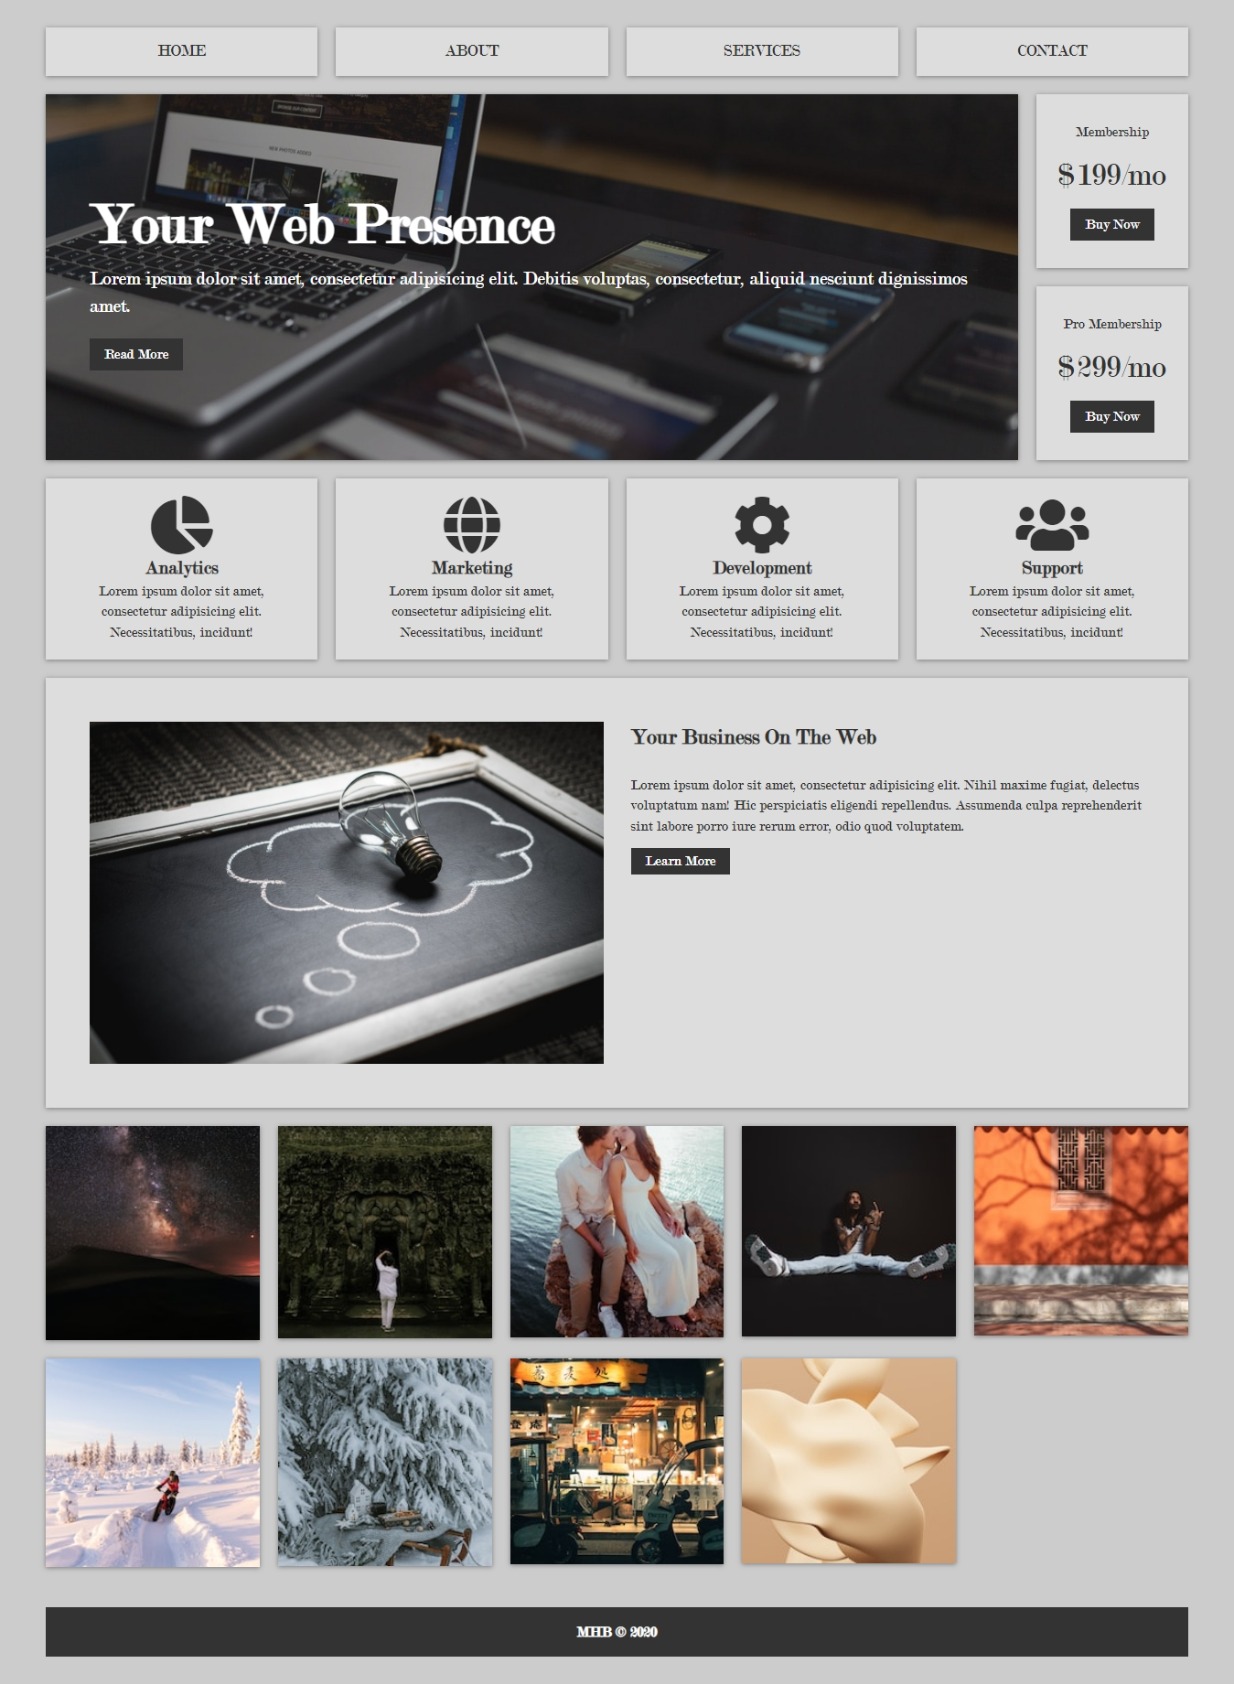 HOME
ABOUT
SERVICES
CONTACT
NEW PHOTOS ADDED
Your Web Presence
Lorem ipsum dolor sit amet, consectetur adipisicing elit. Debitis voluptas, consectetur, aliquid nesciunt dignissimos
amet.
Read More
Membership
$199/mo
Buy Now
Pro Membership
$299/mo
Buy Now
Analytics
Lorem ipsum dolor sit amet,
consectetur adipisicing elit.
Necessitatibus, incidunt!
Marketing
Lorem ipsum dolor sit amet,
consectetur adipisicing elit.
Necessitatibus, incidunt!
Development
Lorem ipsum dolor sit amet,
consectetur adipisicing elit.
Necessitatibus, incidunt!
Support
Lorem ipsum dolor sit amet,
consectetur adipisicing elit.
Necessitatibus, incidunt!
Your Business On The Web
Lorem ipsum dolor sit amet, consectetur adipisicing elit. Nihil maxime fugiat, delectus
voluptatum nam! Hic perspiciatis eligendi repellendus. Assumenda culpa reprehenderit
sint labore porro iure rerum error, odio quod voluptatem.
Learn More
MHB © 2020